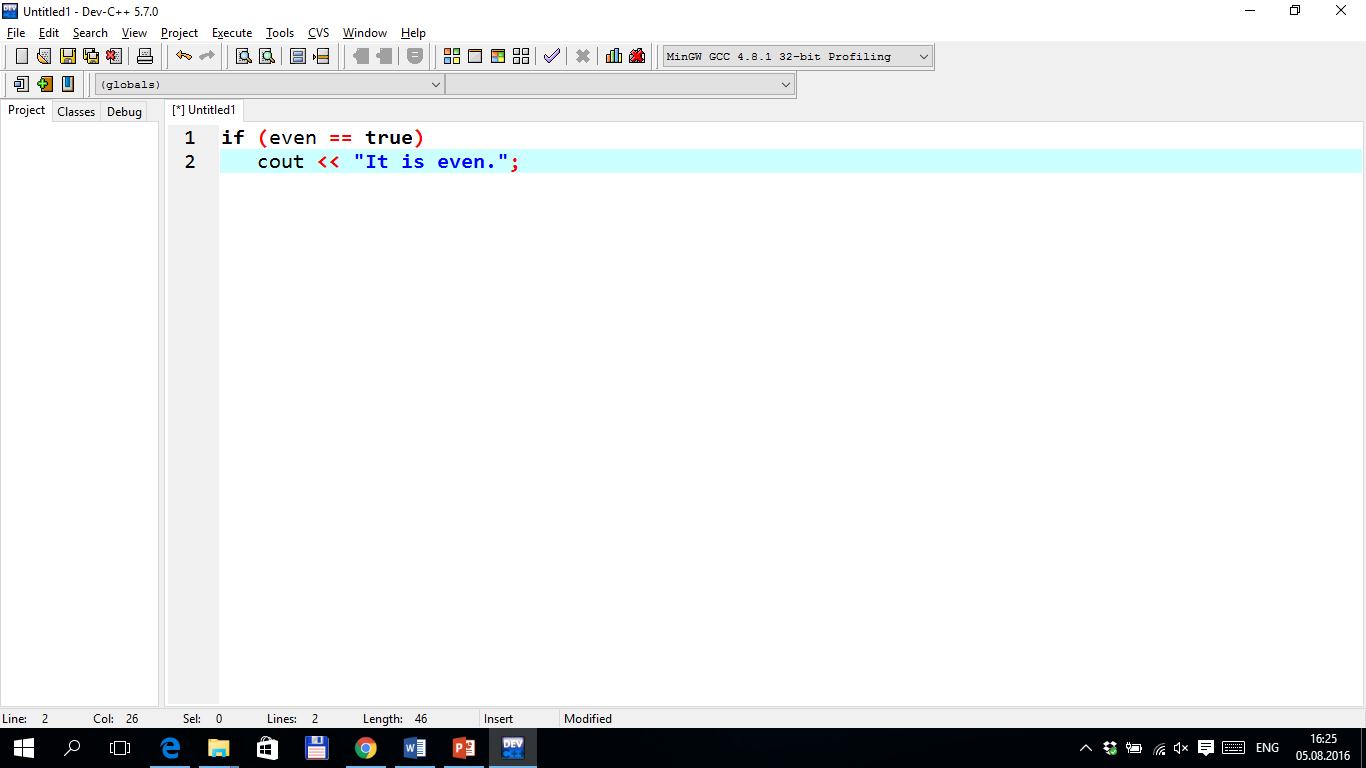 Untitled1 - Dev-C++ 5.7.0
File Edit Search View Project Execute Tools CVS Window Help
MinGW GCC 4.8.1 32-bit Profiling
(globals)
Project Classes Debug [*] Untitled1
1 if (even == true)
2 cout << "It is even.";
Line: 2 Col: 26 Sel: 0 Lines: 2 Length: 46 Insert Modified
DEV ENG 16:25
05.08.2016